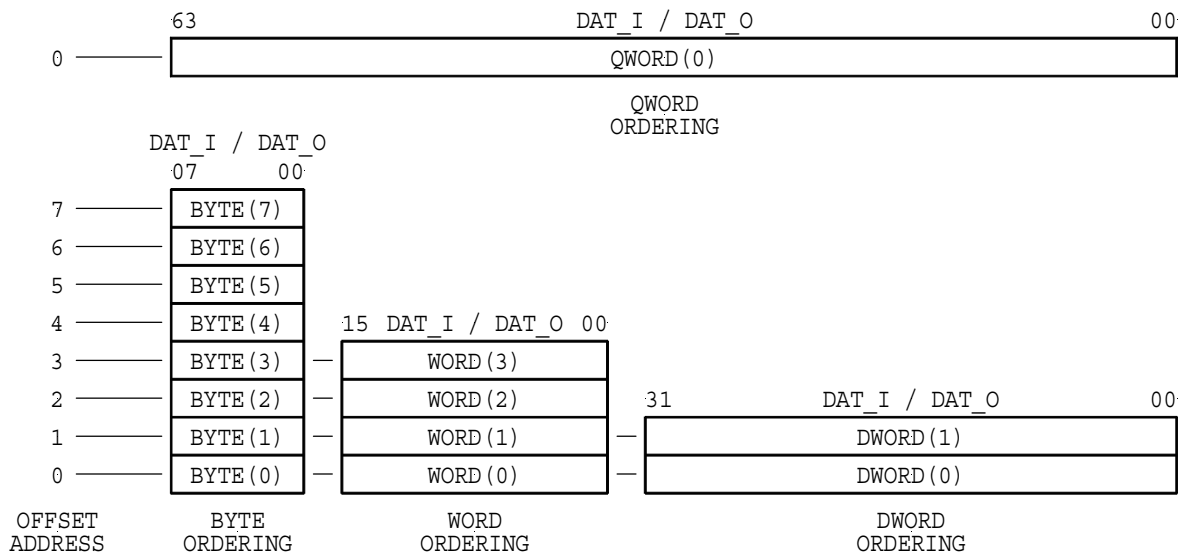 63 DAT_I / DAT_O 00
0 QWORD(0)
QWORD
ORDERING
DAT_I / DAT_O
07 00
7 BYTE(7)
6 BYTE(6)
5 BYTE(5)
4 BYTE(4) 15 DAT_I / DAT_O 00
3 BYTE(3) WORD(3)
2 BYTE(2) WORD(2) 31 DAT_I / DAT_O 00
1 BYTE(1) WORD(1) DWORD(1)
0 BYTE(0) WORD(0) DWORD(0)
OFFSET BYTE WORD DWORD
ADDRESS ORDERING ORDERING ORDERING